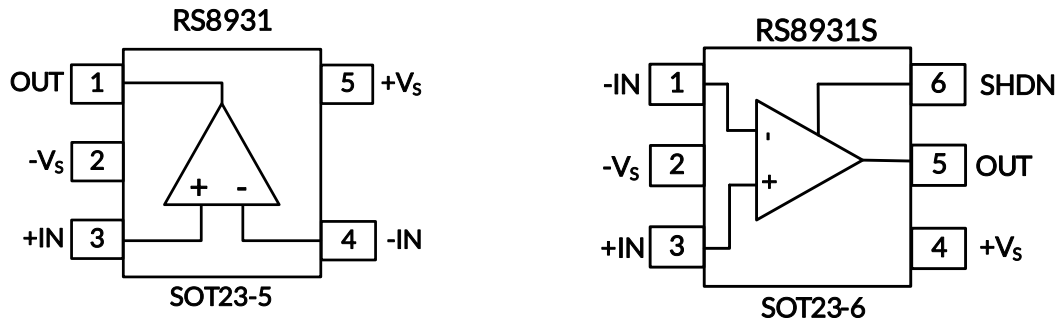 RS8931
OUT 1 5 +VS
-VS 2
+ -
+IN 3 4 -IN
SOT23-5
RS8931S
-IN 1 6 SHDN
-
-VS 2 5 OUT
+
+IN 3 4 +VS
SOT23-6